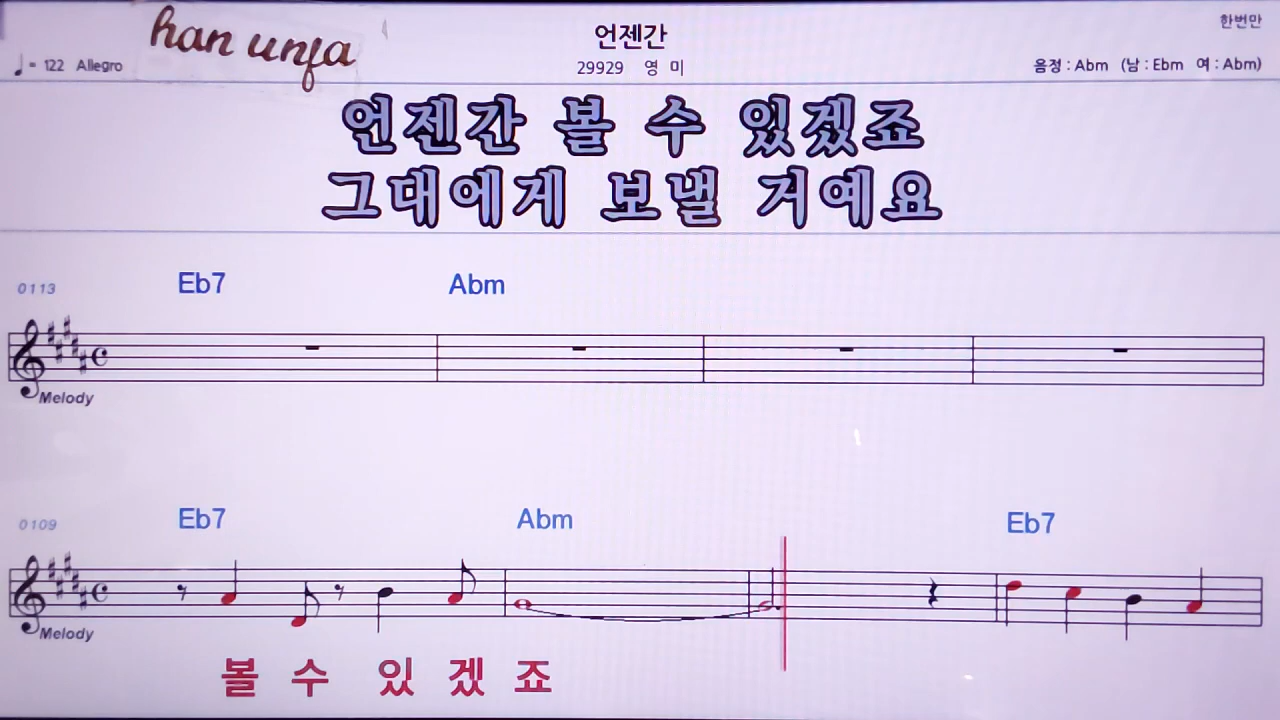 han unfa
언젠간
한번만
♩= 122 Allegro
29929 영 미
음정 : Abm (남 : Ebm 여 : Abm)
언젠간 볼 수 있겠죠
그대에게 보낼 거예요
0113 Eb7 Abm
Melody
0109 Eb7 Abm Eb7
Melody
볼 수 있 겠 죠